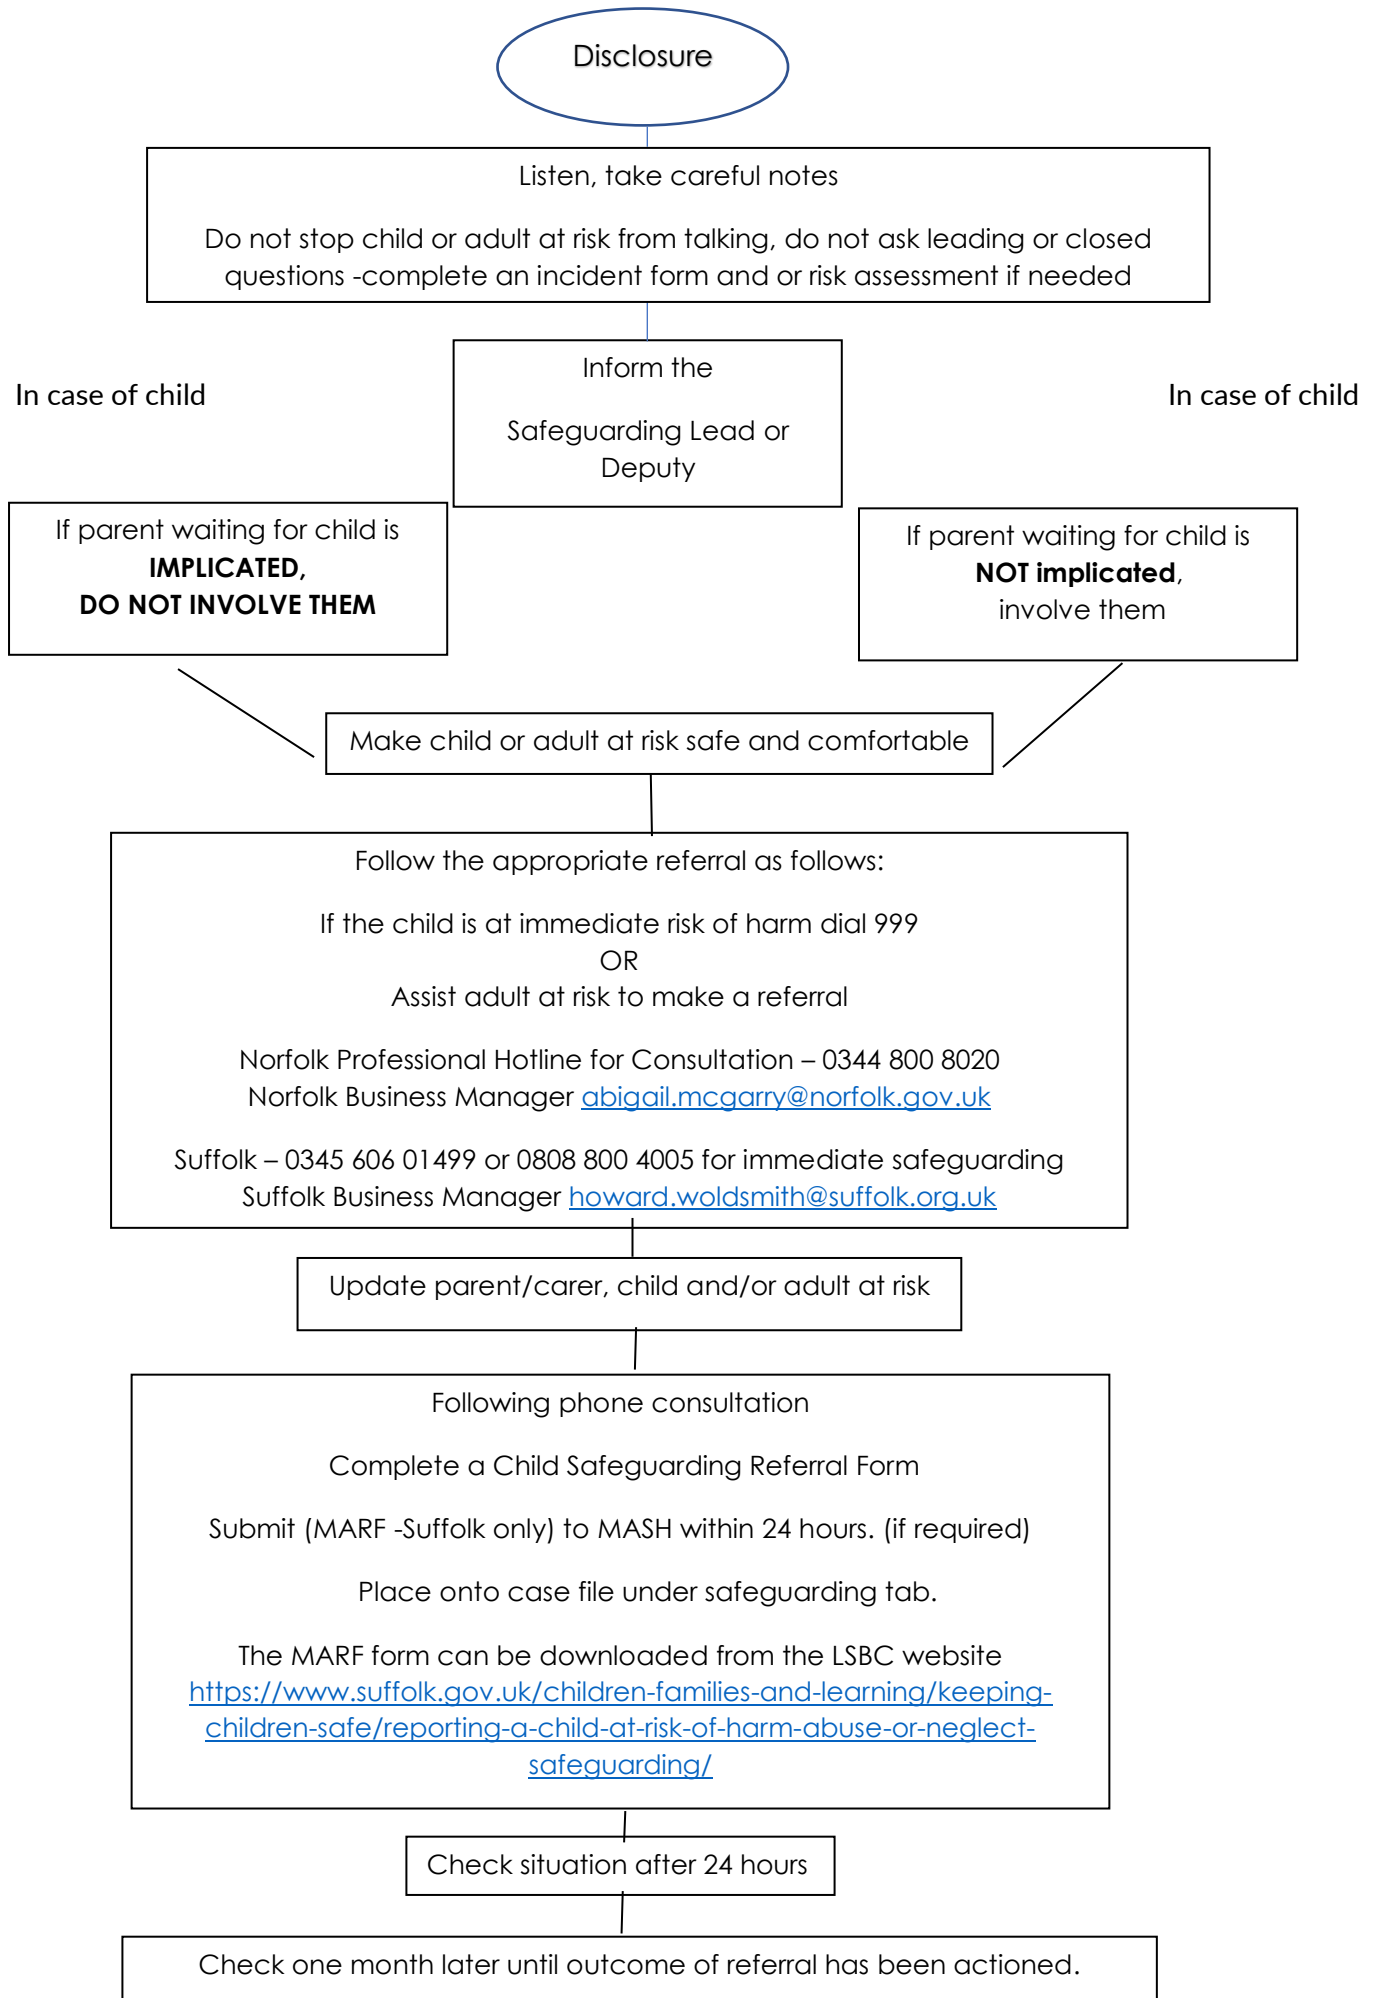 Disclosure
Listen, take careful notes
Do not stop child or adult at risk from talking, do not ask leading or closed
questions -complete an incident form and or risk assessment if needed
Inform the
Safeguarding Lead or
Deputy
In case of child
In case of child
If parent waiting for child is
IMPLICATED,
DO NOT INVOLVE THEM
If parent waiting for child is
NOT implicated,
involve them
Make child or adult at risk safe and comfortable
Follow the appropriate referral as follows:
If the child is at immediate risk of harm dial 999
OR
Assist adult at risk to make a referral
Norfolk Professional Hotline for Consultation – 0344 800 8020
Norfolk Business Manager abigail.mcgarry@norfolk.gov.uk
Suffolk – 0345 606 01499 or 0808 800 4005 for immediate safeguarding
Suffolk Business Manager howard.woldsmith@suffolk.org.uk
Update parent/carer, child and/or adult at risk
Following phone consultation
Complete a Child Safeguarding Referral Form
Submit (MARF -Suffolk only) to MASH within 24 hours. (if required)
Place onto case file under safeguarding tab.
The MARF form can be downloaded from the LSBC website
https://www.suffolk.gov.uk/children-families-and-learning/keeping-
children-safe/reporting-a-child-at-risk-of-harm-abuse-or-neglect-
safeguarding/
Check situation after 24 hours
Check one month later until outcome of referral has been actioned.